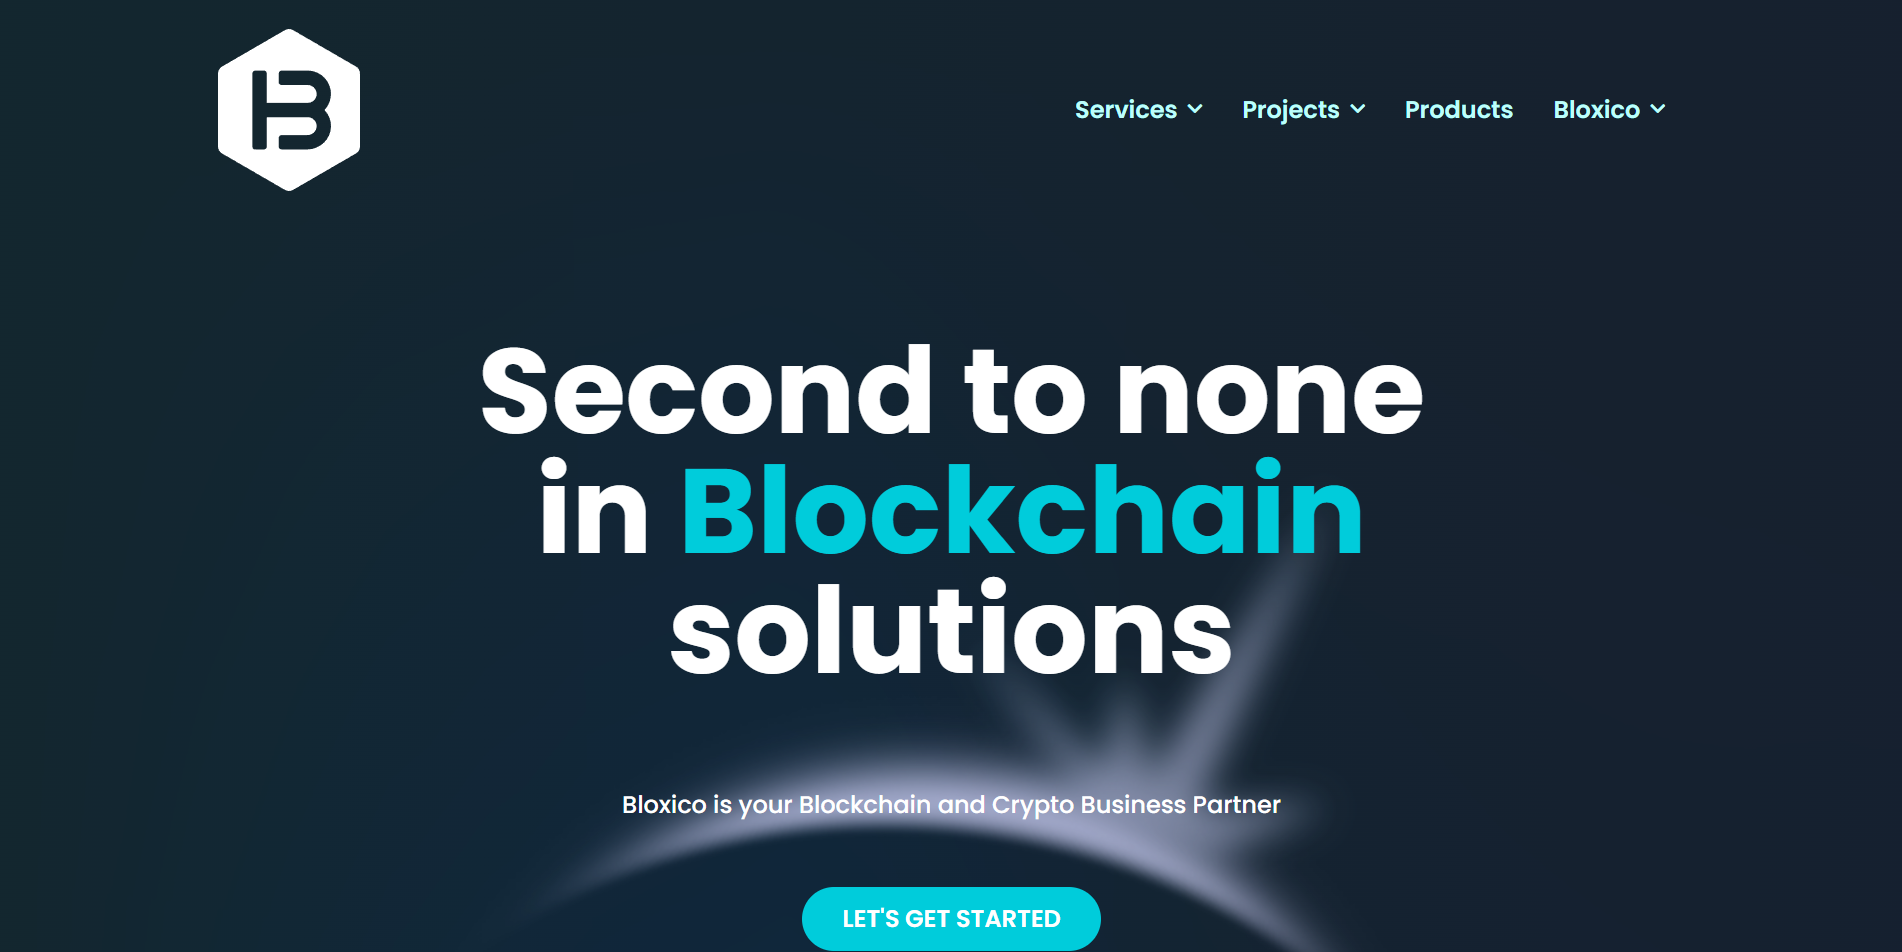 B
Services
Projects
Products
Bloxico
Second to none
in Blockchain
solutions
Bloxico is your Blockchain and Crypto Business Partner
LET'S GET STARTED